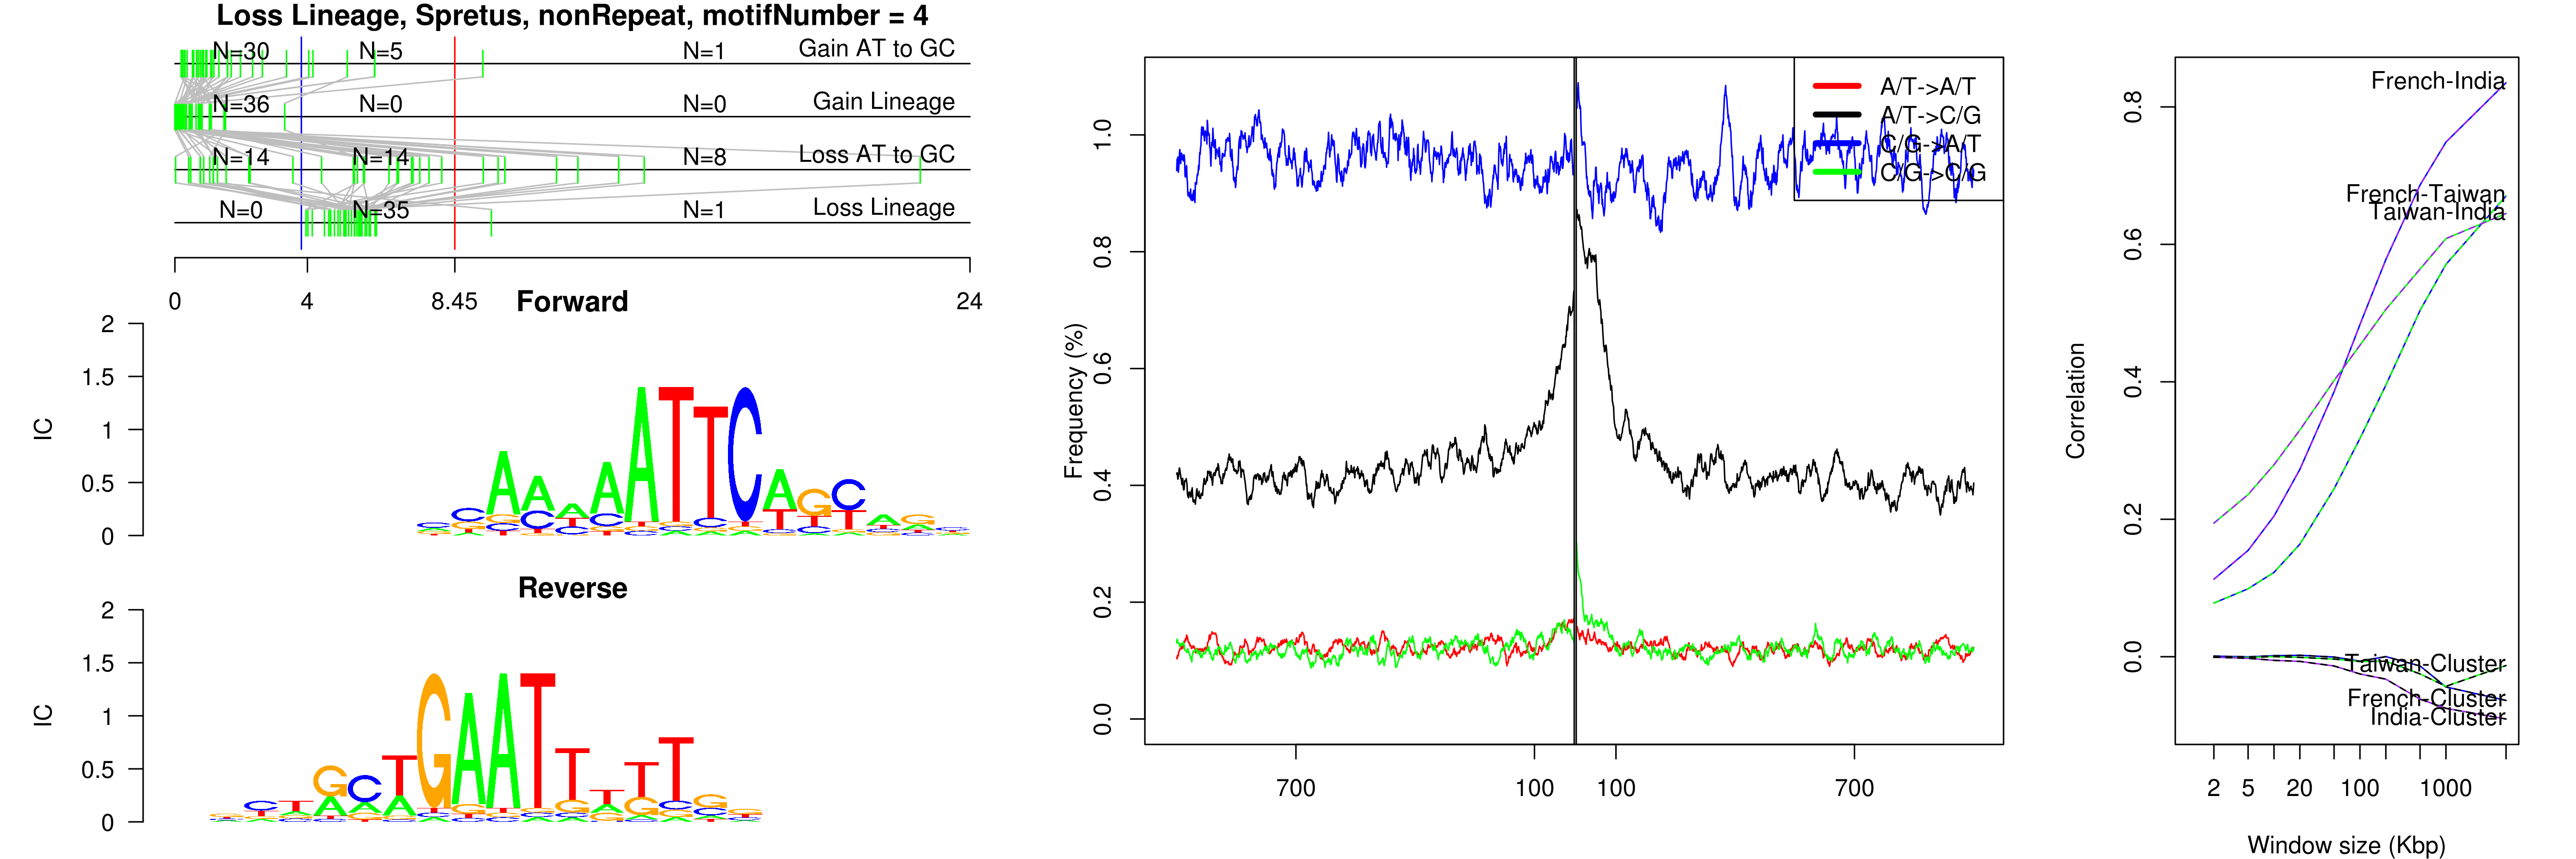 Loss Lineage, Spretus, nonRepeat, motifNumber = 4
N=30 N=5 N=1 Gain AT to GC
N=36 N=0 N=0 Gain Lineage
N=14 N=14 N=8 Loss AT to GC
N=0 N=35 N=1 Loss Lineage
0 4 8.45 24
Forward
IC
2
1.5
1
0.5
0
Reverse
IC
2
1.5
1
0.5
0
Frequency (%)
1.0
0.8
0.6
0.4
0.2
0.0
A/T->A/T
A/T->C/G
C/G->A/T
C/G->C/G
700 100 100 700
Correlation
0.8
0.6
0.4
0.2
0.0
French-India
French-Taiwan
Taiwan-India
Taiwan-Cluster
French-Cluster
India-Cluster
2 5 20 100 1000
Window size (Kbp)